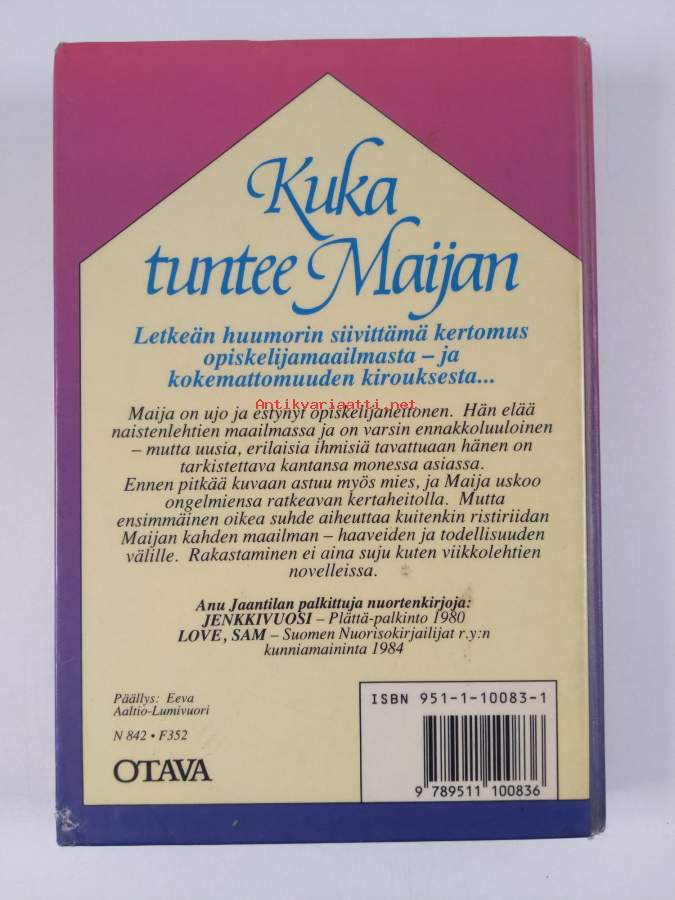 Kuka
tuntee Maijan
Letkeän huumorin siivittämä kertomus
opiskelijamaailmasta – ja
kokemattomuuden kirouksesta...
Antikvariaatti.net
Maija on ujo ja estynyt opiskelijaneitonen. Hän elää
naistenlehtien maailmassa ja on varsin ennakkoluuloinen
– mutta uusia, erilaisia ihmisiä tavattuaan hänen on
tarkistettava kantansa monessa asiassa.
Ennen pitkää kuvaan astuu myös mies, ja Maija uskoo
ongelmiensa ratkeavan kertaheitolla. Mutta
ensimmäinen oikea suhde aiheuttaa kuitenkin ristiriidan
Maijan kahden maailman – haaveiden ja todellisuuden
välille. Rakastaminen ei aina suju kuten viikkolehtien
novelleissa.
Anu Jaantilan palkittuja nuortenkirjoja:
JENKKIVUOSI – Plättä-palkinto 1980
LOVE, SAM – Suomen Nuorisokirjailijat r.y:n
kunniamaininta 1984
Päällys: Eeva
Aaltio-Lumivuori
N 842 • F352
OTAVA
ISBN 951-1-10083-1
9 789511 100836